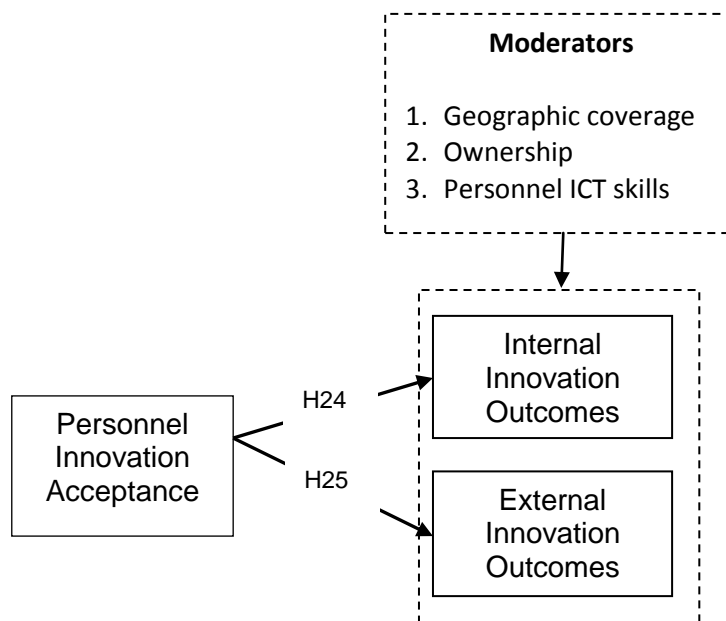 Moderators
1. Geographic coverage
2. Ownership
3. Personnel ICT skills
Internal
Innovation
Outcomes
H24
Personnel
Innovation
Acceptance
H25
External
Innovation
Outcomes